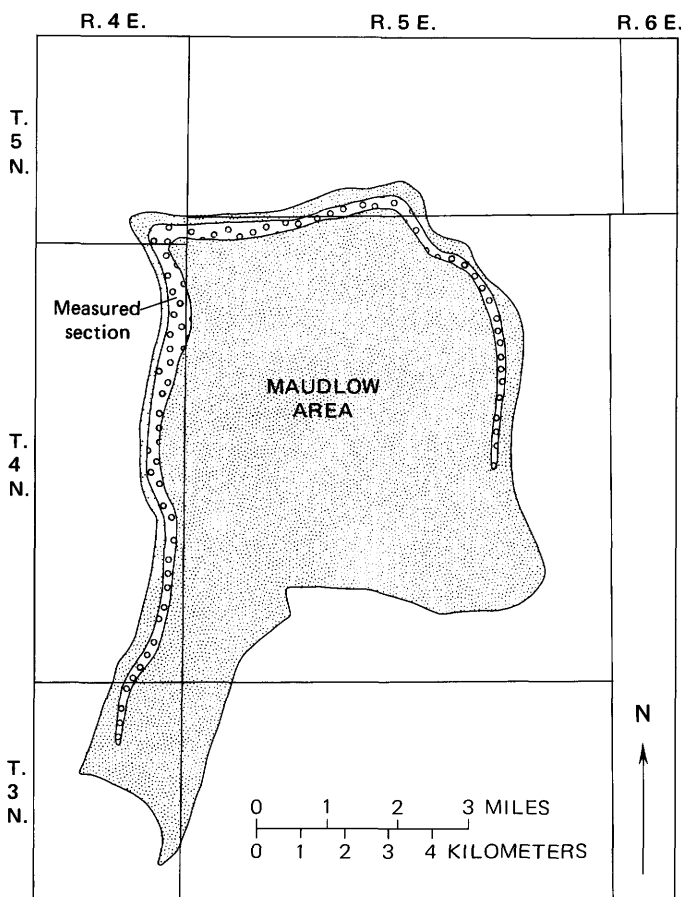 R. 4 E. R. 5 E. R. 6 E.
T.
5
N.
Measured
section
MAUDLOW
AREA
T.
4
N.
N
T.
3
N.
0 1 2 3 MILES
0 1 2 3 4 KILOMETERS